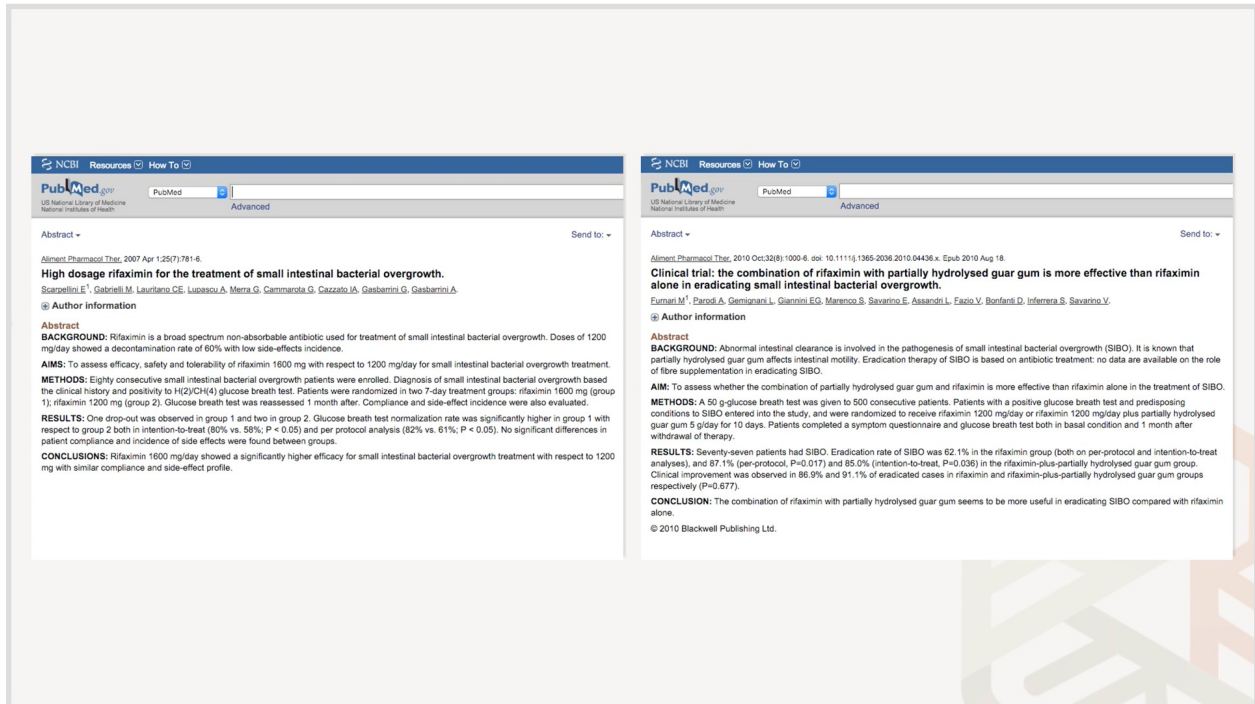 NCBI Resources How To
PubMed.gov
US National Library of Medicine
National Institutes of Health
PubMed
Advanced
Abstract
Send to:
Aliment Pharmacol Ther. 2007 Apr 1;25(7):781-6.
High dosage rifaximin for the treatment of small intestinal bacterial overgrowth.
Scarpellini E1, Gabrielli M, Lauritano CE, Lupascu A, Merra G, Cammarota G, Cazzato IA, Gasbarrini G, Gasbarrini A.
Author information
Abstract
BACKGROUND: Rifaximin is a broad spectrum non-absorbable antibiotic used for treatment of small intestinal bacterial overgrowth. Doses of 1200
mg/day showed a decontamination rate of 60% with low side-effects incidence.
AIMS: To assess efficacy, safety and tolerability of rifaximin 1600 mg with respect to 1200 mg/day for small intestinal bacterial overgrowth treatment.
METHODS: Eighty consecutive small intestinal bacterial overgrowth patients were enrolled. Diagnosis of small intestinal bacterial overgrowth based
the clinical history and positivity to H(2)/CH(4) glucose breath test. Patients were randomized in two 7-day treatment groups: rifaximin 1600 mg (group
1); rifaximin 1200 mg (group 2). Glucose breath test was reassessed 1 month after. Compliance and side-effect incidence were also evaluated.
RESULTS: One drop-out was observed in group 1 and two in group 2. Glucose breath test normalization rate was significantly higher in group 1 with
respect to group 2 both in intention-to-treat (80% vs. 58%; P < 0.05) and per protocol analysis (82% vs. 61%; P < 0.05). No significant differences in
patient compliance and incidence of side effects were found between groups.
CONCLUSIONS: Rifaximin 1600 mg/day showed a significantly higher efficacy for small intestinal bacterial overgrowth treatment with respect to 1200
mg with similar compliance and side-effect profile.
NCBI Resources How To
PubMed.gov
US National Library of Medicine
National Institutes of Health
PubMed
Advanced
Abstract
Send to:
Aliment Pharmacol Ther. 2010 Oct;32(8):1000-6. doi: 10.1111/j.1365-2036.2010.04436.x. Epub 2010 Aug 18.
Clinical trial: the combination of rifaximin with partially hydrolysed guar gum is more effective than rifaximin
alone in eradicating small intestinal bacterial overgrowth.
Furnari M1, Parodi A, Gemignani L, Giannini EG, Marenco S, Savarino E, Assandri L, Fazio V, Bonfanti D, Inferrera S, Savarino V.
Author information
Abstract
BACKGROUND: Abnormal intestinal clearance is involved in the pathogenesis of small intestinal bacterial overgrowth (SIBO). It is known that
partially hydrolysed guar gum affects intestinal motility. Eradication therapy of SIBO is based on antibiotic treatment: no data are available on the role
of fibre supplementation in eradicating SIBO.
AIM: To assess whether the combination of partially hydrolysed guar gum and rifaximin is more effective than rifaximin alone in the treatment of SIBO.
METHODS: A 50 g-glucose breath test was given to 500 consecutive patients. Patients with a positive glucose breath test and predisposing
conditions to SIBO entered into the study, and were randomized to receive rifaximin 1200 mg/day or rifaximin 1200 mg/day plus partially hydrolysed
guar gum 5 g/day for 10 days. Patients completed a symptom questionnaire and glucose breath test both in basal condition and 1 month after
withdrawal of therapy.
RESULTS: Seventy-seven patients had SIBO. Eradication rate of SIBO was 62.1% in the rifaximin group (both on per-protocol and intention-to-treat
analyses), and 87.1% (per-protocol, P=0.017) and 85.0% (intention-to-treat, P=0.036) in the rifaximin-plus-partially hydrolysed guar gum group.
Clinical improvement was observed in 86.9% and 91.1% of eradicated cases in rifaximin and rifaximin-plus-partially hydrolysed guar gum groups
respectively (P=0.677).
CONCLUSION: The combination of rifaximin with partially hydrolysed guar gum seems to be more useful in eradicating SIBO compared with rifaximin
alone.
© 2010 Blackwell Publishing Ltd.